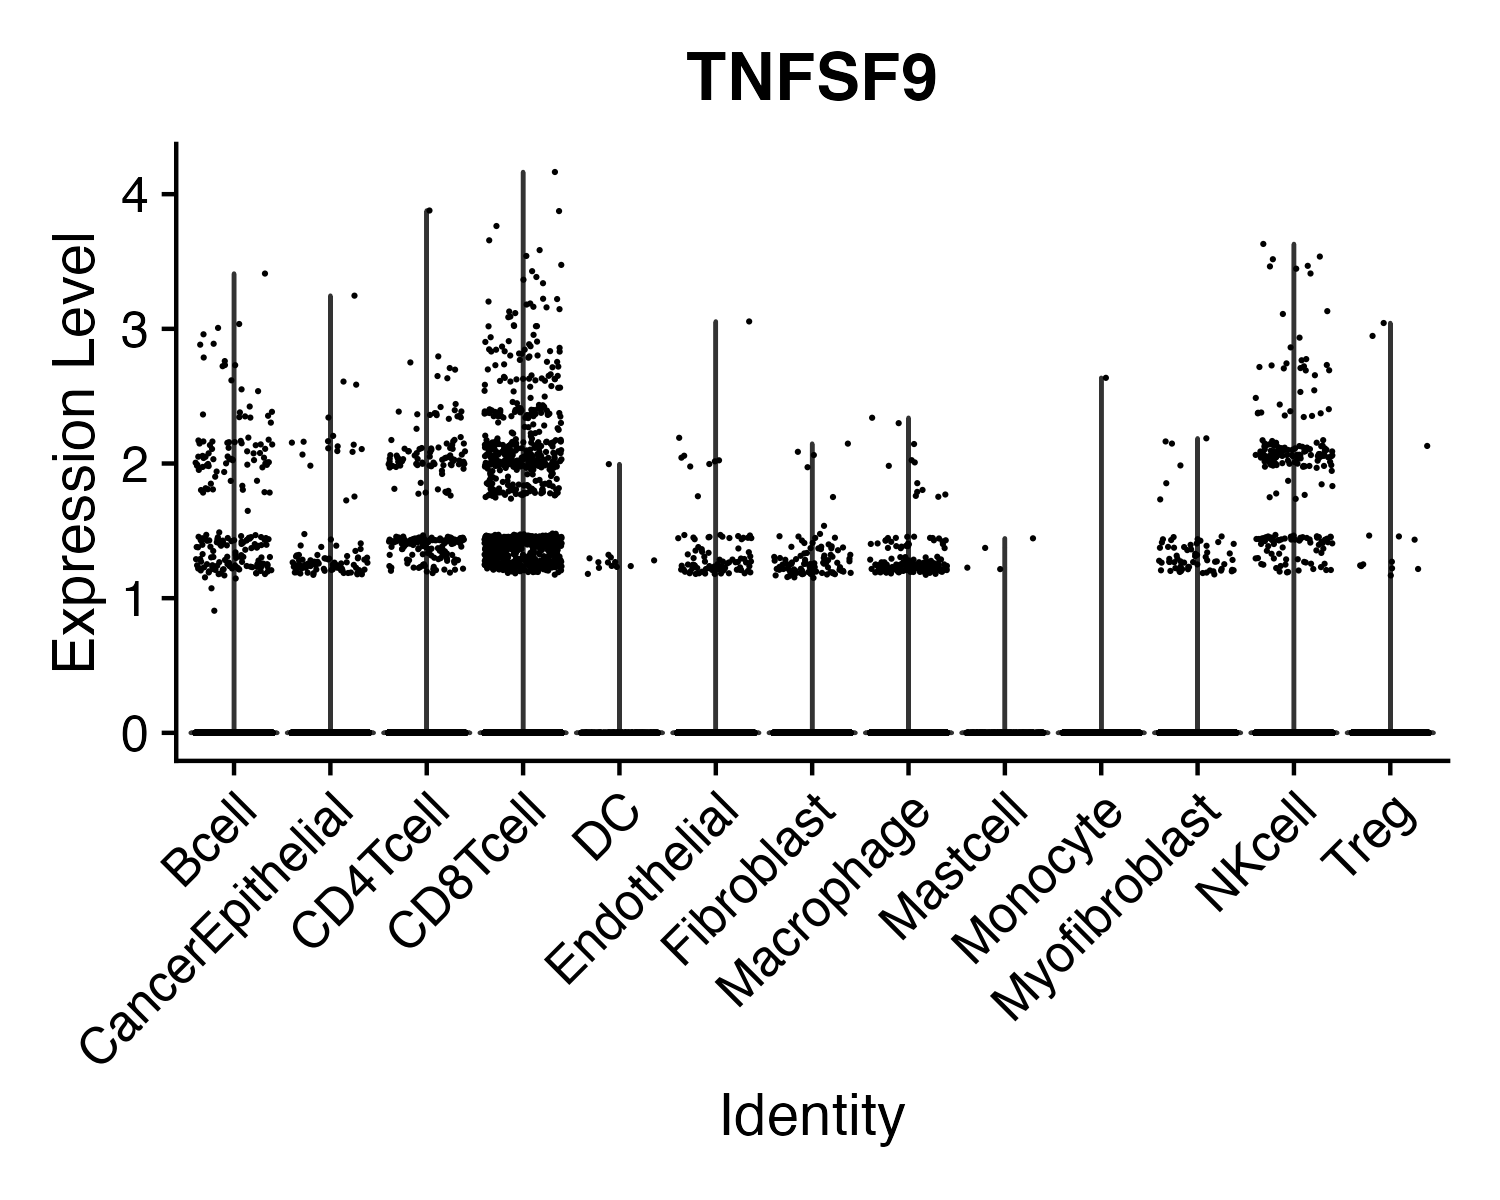 TNFSF9
Expression Level
4
3
2
1
0
Bcell
CancerEpithelial
CD4Tcell
CD8Tcell
DC
Endothelial
Fibroblast
Macrophage
Mastcell
Monocyte
Myofibroblast
NKcell
Treg
Identity